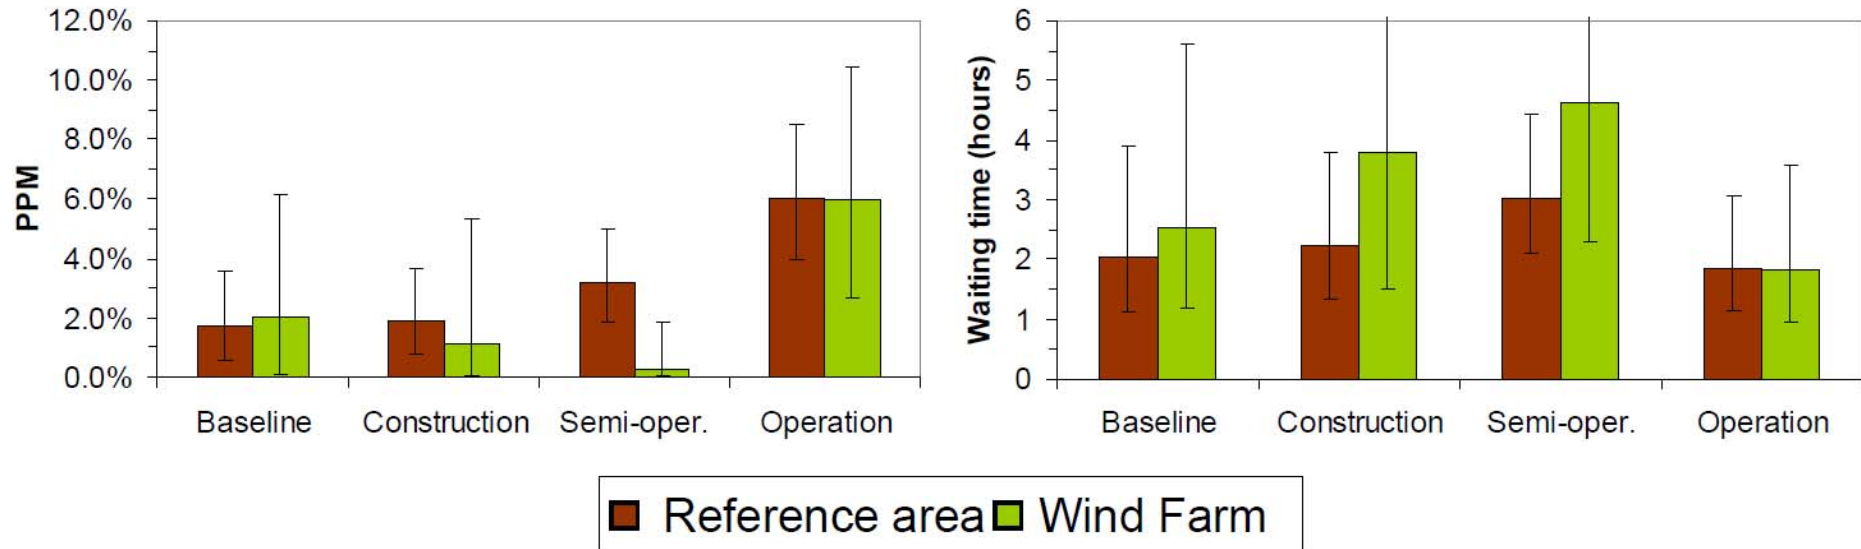 12.0%
10.0%
8.0%
6.0%
4.0%
2.0%
0.0%
PPM
Baseline Construction Semi-oper. Operation
6
5
4
3
2
1
0
Waiting time (hours)
Baseline Construction Semi-oper. Operation
Reference area Wind Farm